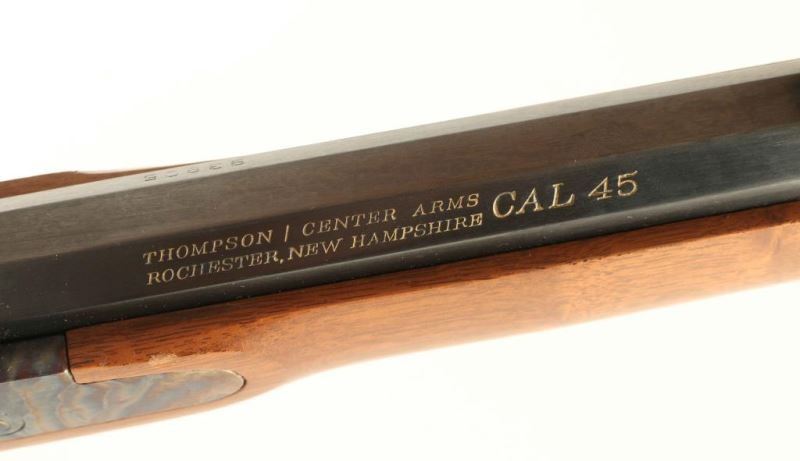 THOMPSON | CENTER ARMS
ROCHESTER, NEW HAMPSHIRE
CAL 45